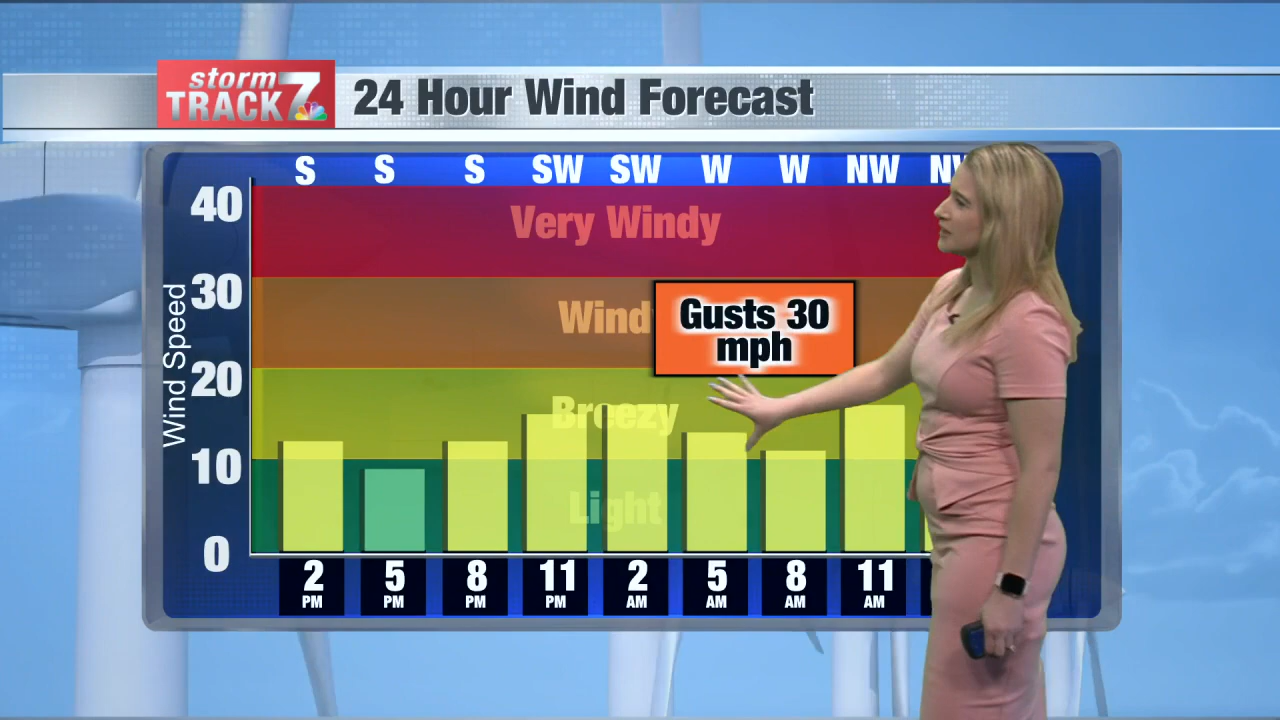 storm
TRACK 7
24 Hour Wind Forecast
S S S SW SW W W NW
40
Very Windy
30
Wind
Gusts 30
mph
Wind Speed
20
Breezy
10
Light
0
2 5 8 11 2 5 8 11
PM PM PM PM AM AM AM AM